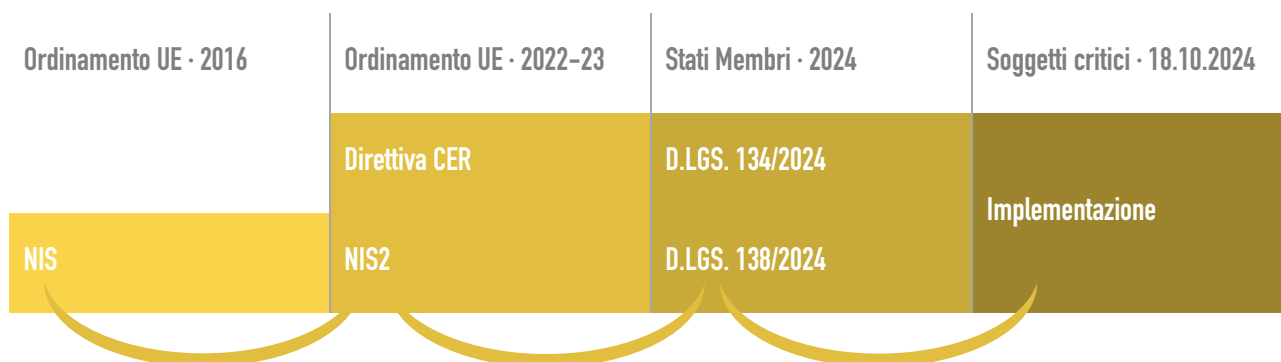 Ordinamento UE · 2016
Ordinamento UE · 2022-23
Stati Membri · 2024
Soggetti critici · 18.10.2024
Direttiva CER
D.LGS. 134/2024
Implementazione
NIS
NIS2
D.LGS. 138/2024